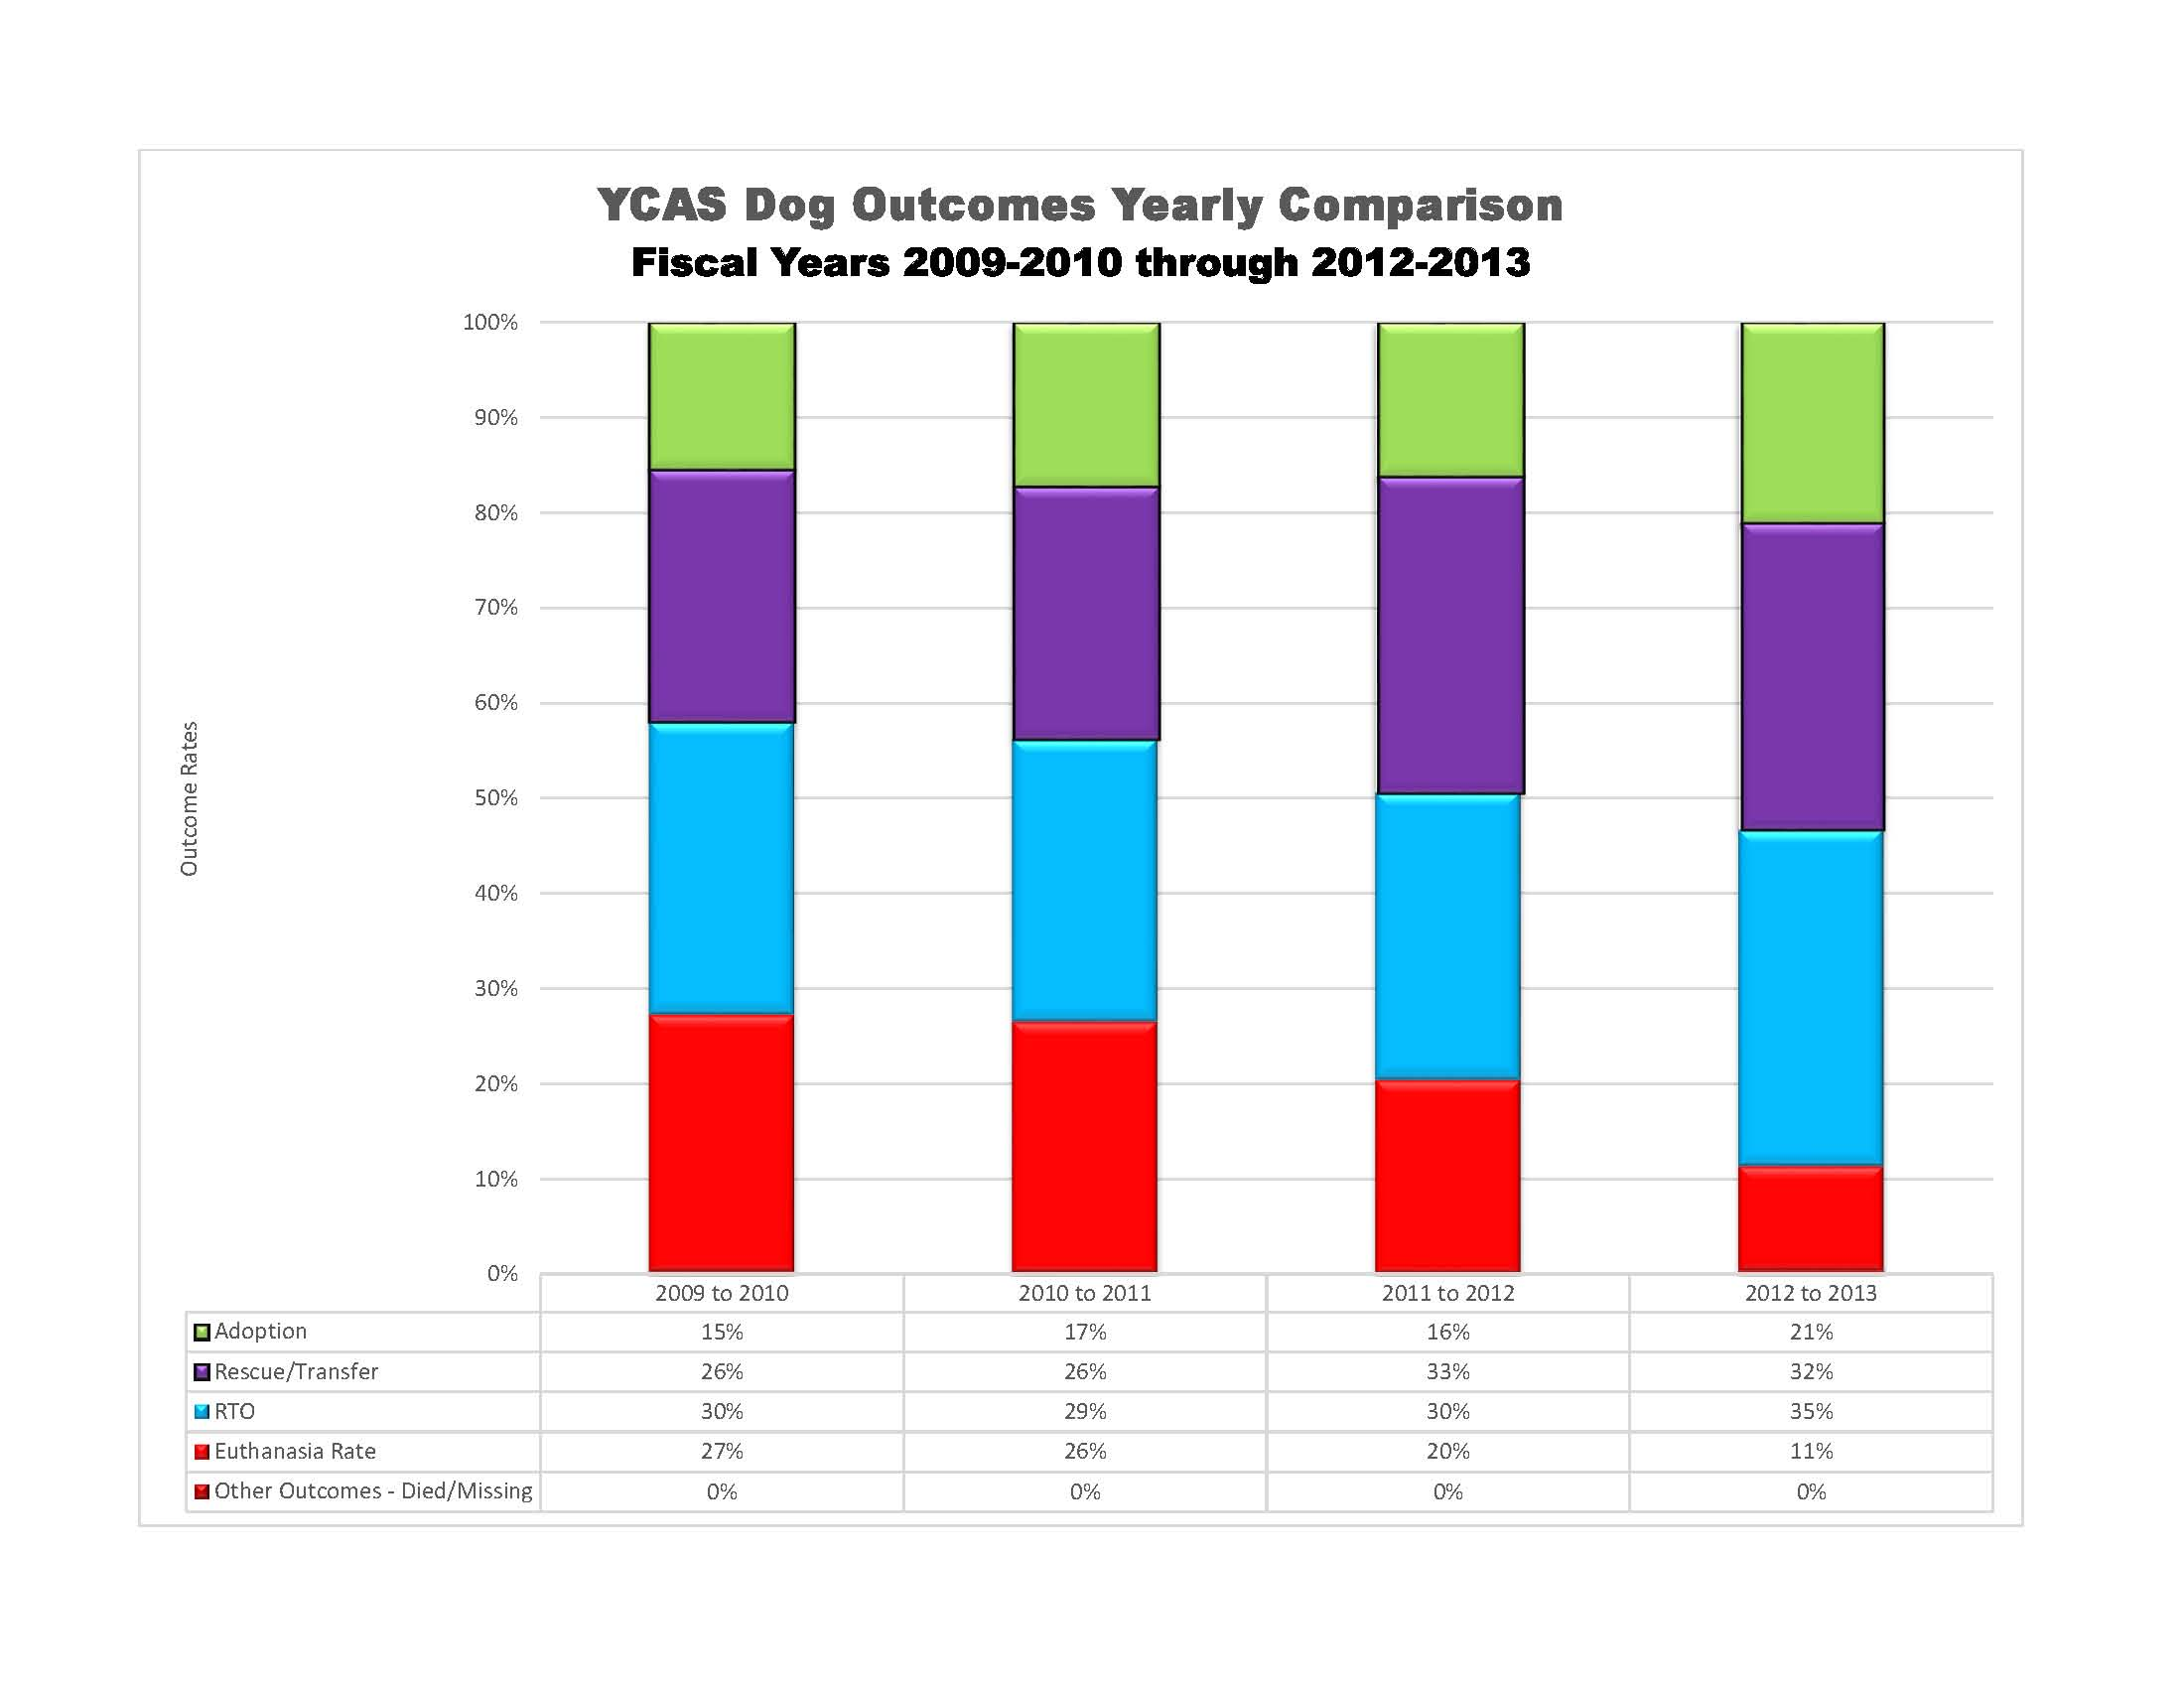 YCAS Dog Outcomes Yearly Comparison
Fiscal Years 2009-2010 through 2012-2013
100%
90%
80%
70%
60%
50%
40%
30%
20%
10%
0%
Outcome Rates
2009 to 2010 2010 to 2011 2011 to 2012 2012 to 2013
Adoption 15% 17% 16% 21%
Rescue/Transfer 26% 26% 33% 32%
RTO 30% 29% 30% 35%
Euthanasia Rate 27% 26% 20% 11%
Other Outcomes - Died/Missing 0% 0% 0% 0%